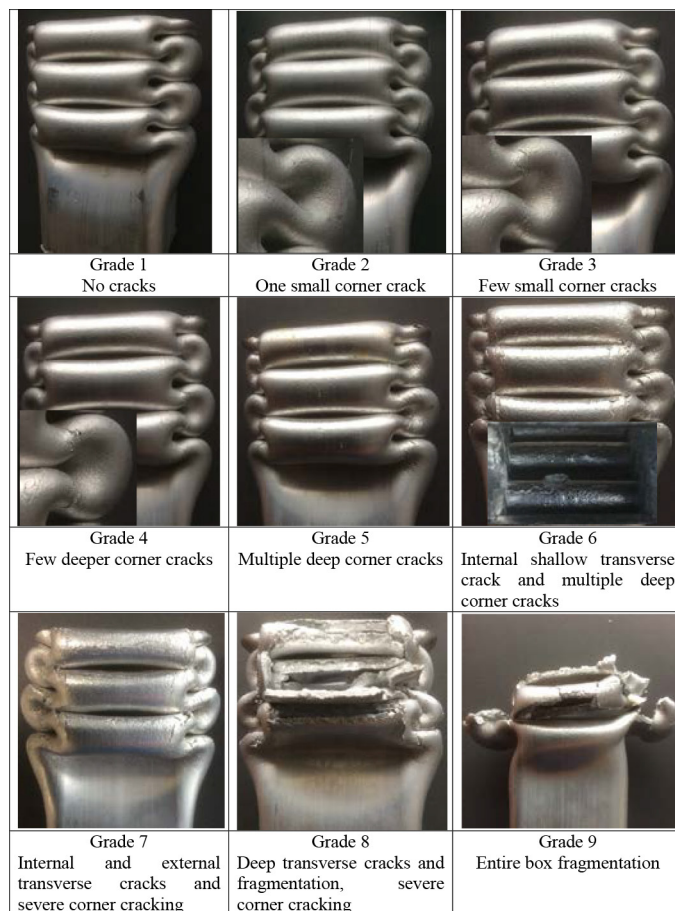 Grade 1
No cracks
Grade 2
One small corner crack
Grade 3
Few small corner cracks
Grade 4
Few deeper corner cracks
Grade 5
Multiple deep corner cracks
Grade 6
Internal shallow transverse
crack and multiple deep
corner cracks
Grade 7
Internal and external
transverse cracks and
severe corner cracking
Grade 8
Deep transverse cracks and
fragmentation, severe
corner cracking
Grade 9
Entire box fragmentation